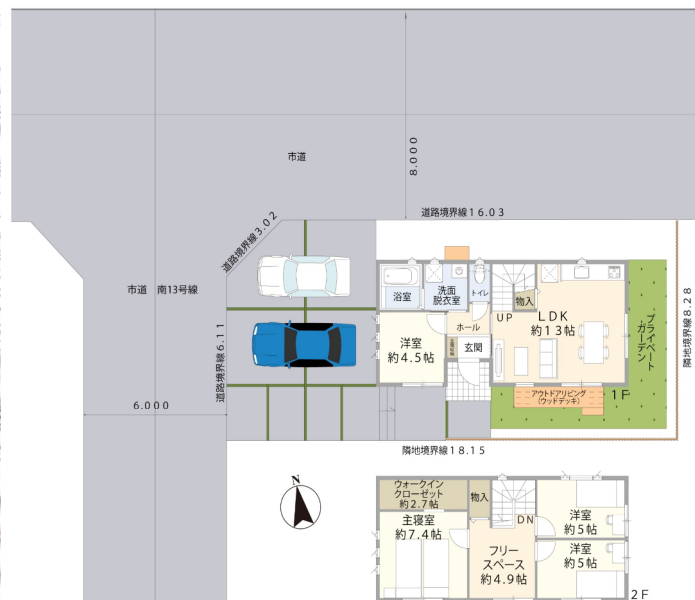 市道
8.000
道路境界線16.03
道路境界線3.02
市道 南13号線
道路境界線6.11
6.000
浴室
洗面
脱衣室
トイレ
物入
UP
LDK
約13帖
ホール
玄関
洋室
約4.5帖
プライベート
ガーデン
隣地境界線8.28
アウトドアリビング
(ウッドデッキ)
1F
隣地境界線18.15
N
ウォークイン
クローゼット
約2.7帖
物入
DN
主寝室
約7.4帖
フリー
スペース
約4.9帖
洋室
約5帖
洋室
約5帖
2F